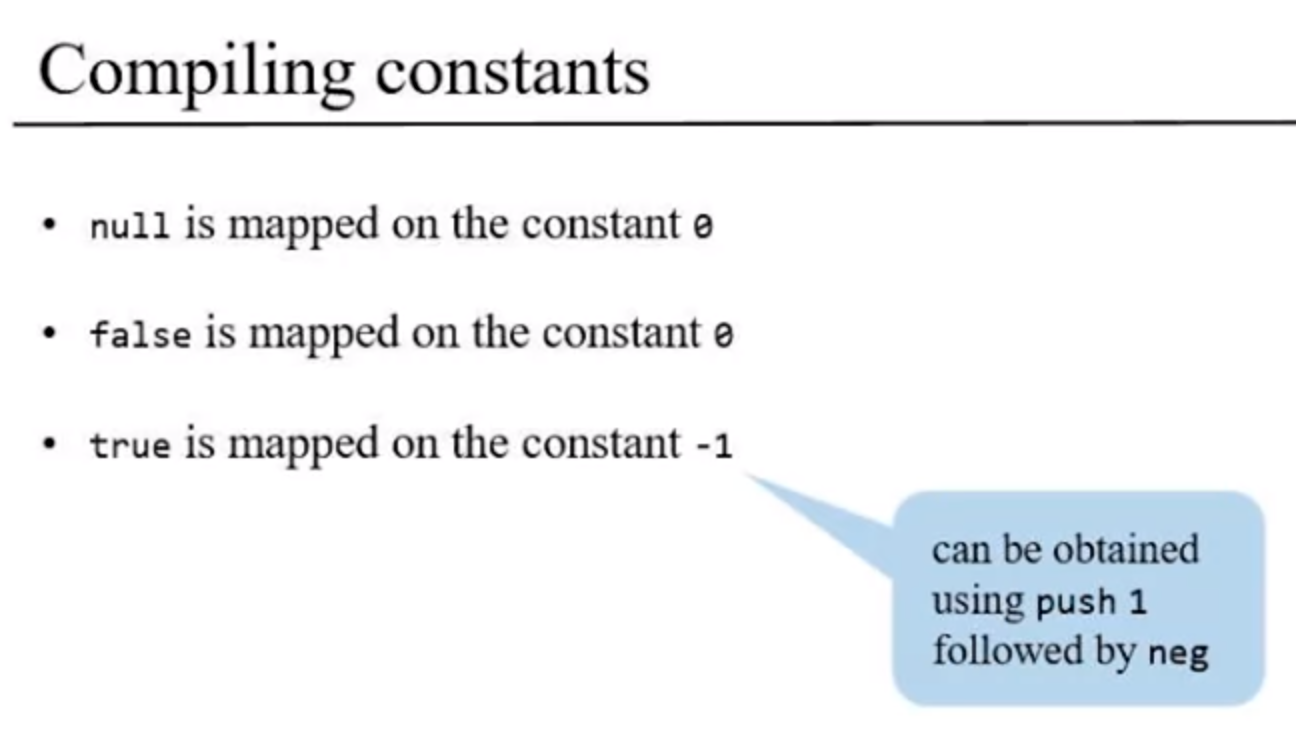 Compiling constants
• null is mapped on the constant 0
• false is mapped on the constant 0
• true is mapped on the constant -1
can be obtained
using push 1
followed by neg